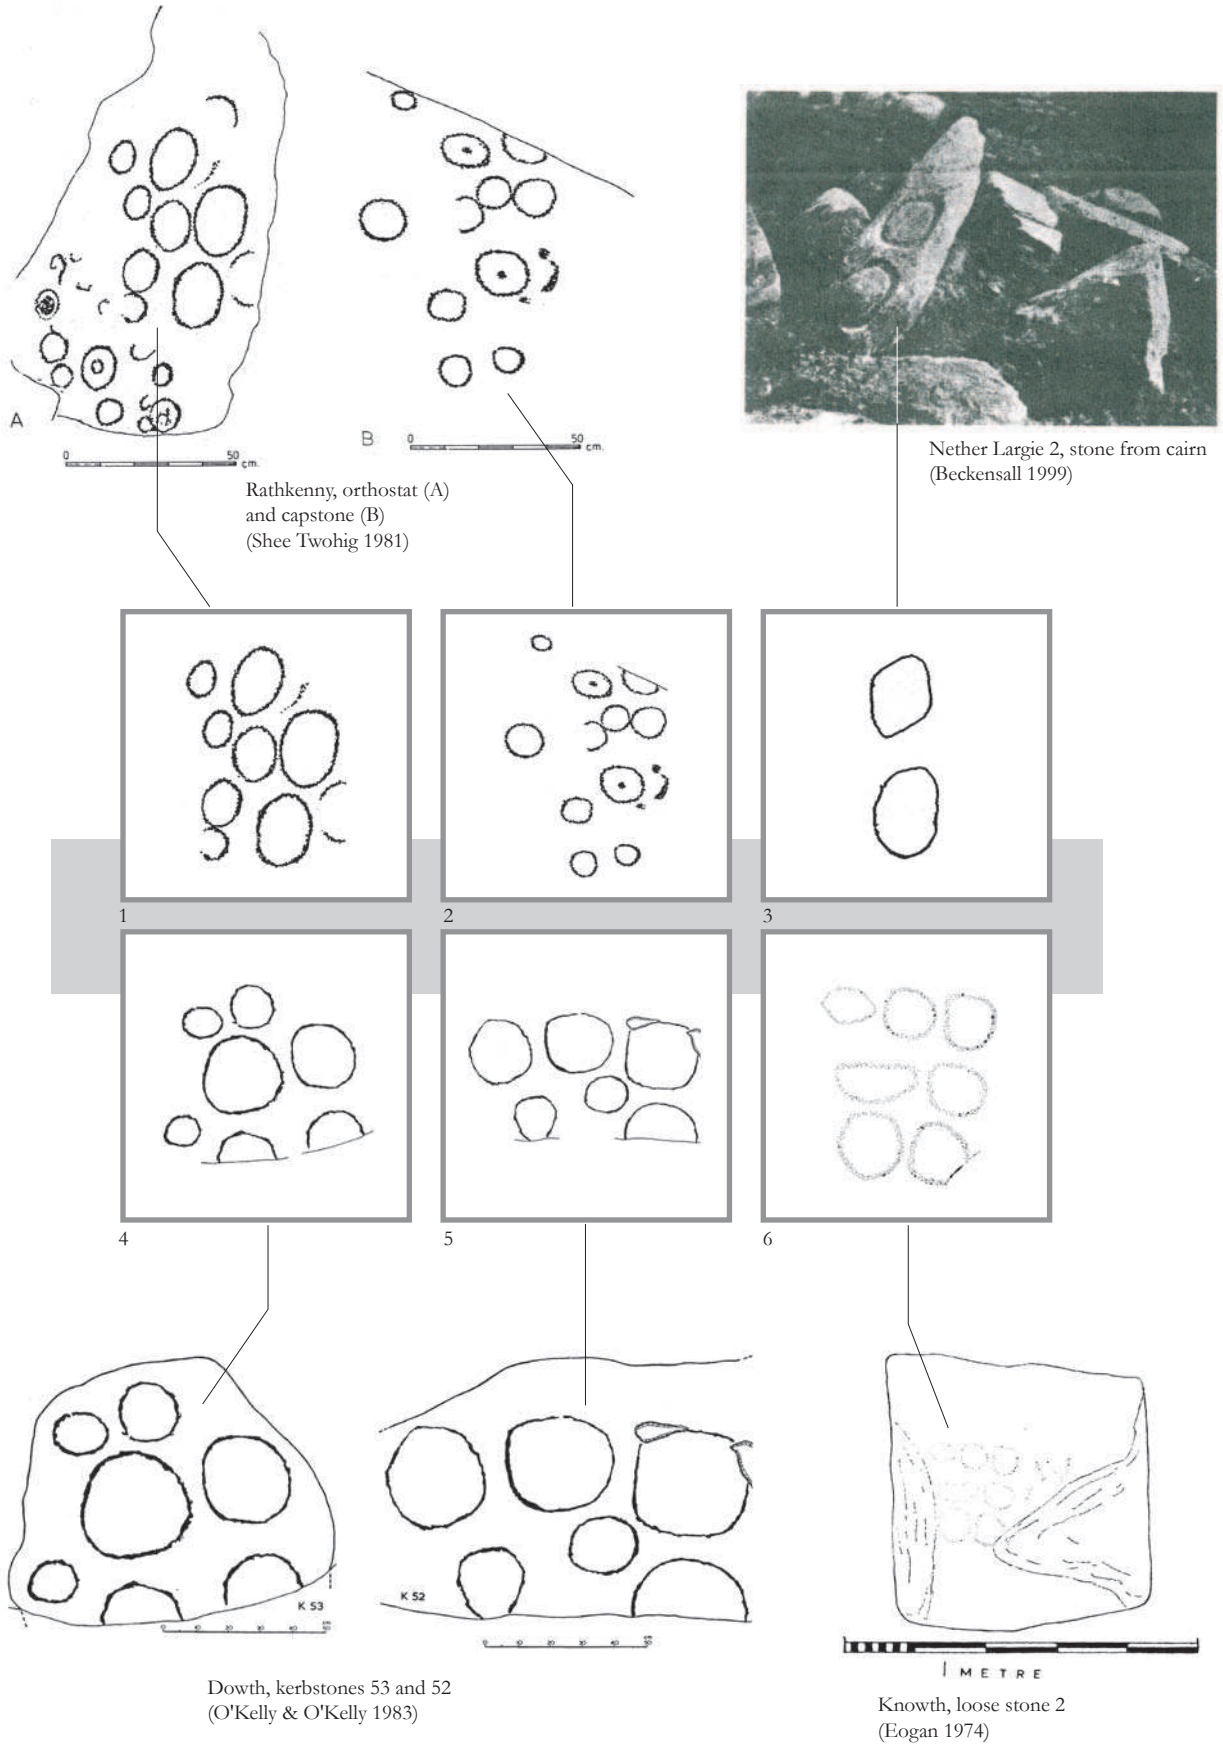 A
0 50 cm.
B
0 50 cms.
Rathkenny, orthostat (A)
and capstone (B)
(Shee Twohig 1981)
Nether Largie 2, stone from cairn
(Beckensall 1999)
1
2
3
4
5
6
K 53
K 52
Dowth, kerbstones 53 and 52
(O'Kelly & O'Kelly 1983)
1 METRE
Knowth, loose stone 2
(Eogan 1974)